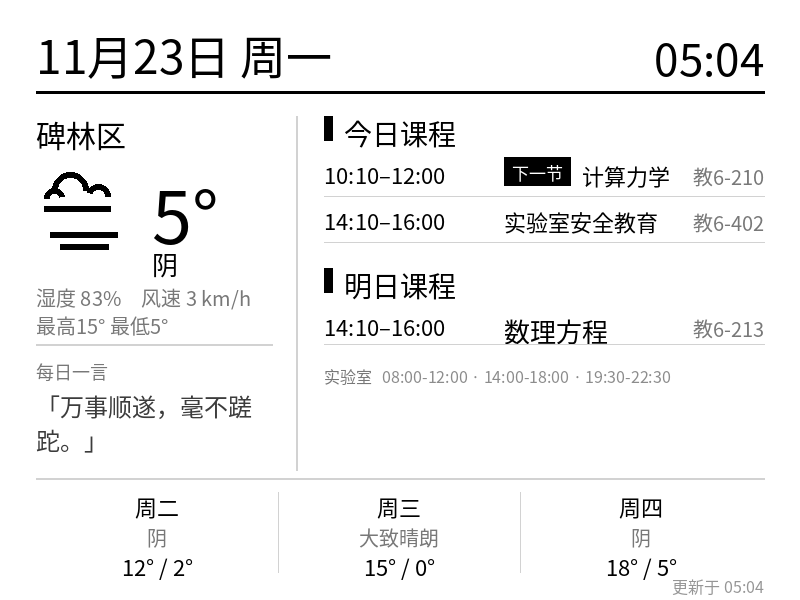 11月23日 周一 05:04
碑林区
5°
阴
湿度 83% 风速 3 km/h
最高15° 最低5°
每日一言
「万事顺遂，毫不蹉
跎。」
今日课程
10:10–12:00 下一节 计算力学 教6-210
14:10–16:00 实验室安全教育 教6-402
明日课程
14:10–16:00 数理方程 教6-213
实验室 08:00-12:00 · 14:00-18:00 · 19:30-22:30
周二
阴
12° / 2°
周三
大致晴朗
15° / 0°
周四
阴
18° / 5°
更新于 05:04